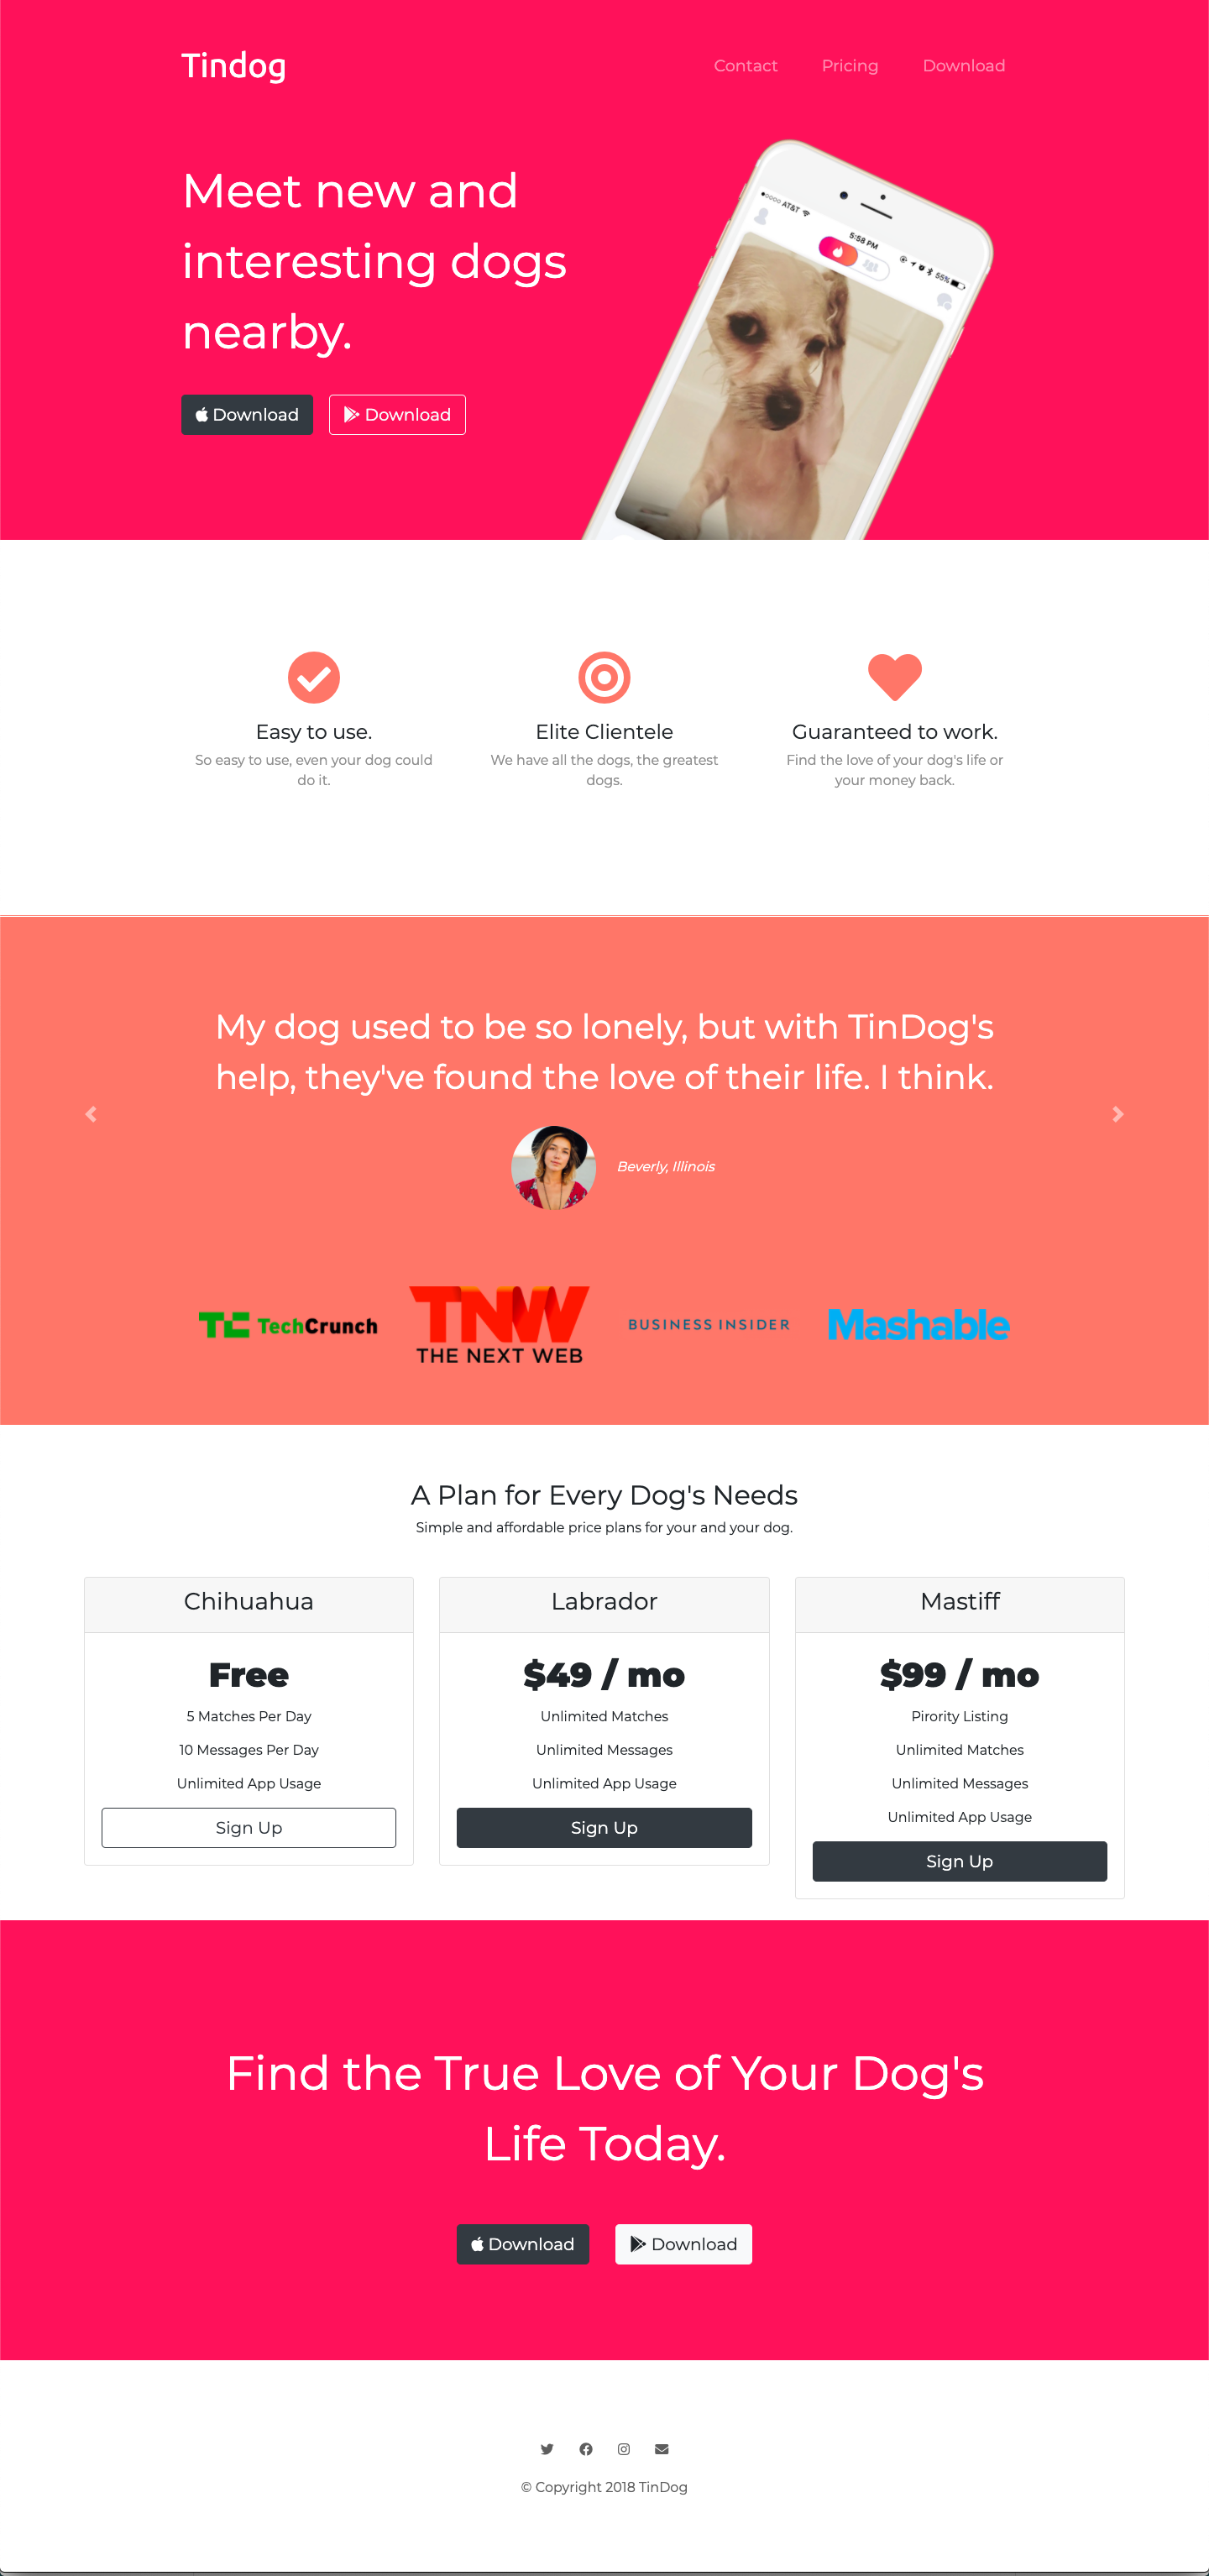 Tindog
Contact Pricing Download
Meet new and
interesting dogs
nearby.
Download Download
AT&T
5:58 PM
55%
Easy to use.
So easy to use, even your dog could
do it.
Elite Clientele
We have all the dogs, the greatest
dogs.
Guaranteed to work.
Find the love of your dog's life or
your money back.
My dog used to be so lonely, but with TinDog's
help, they've found the love of their life. I think.
Beverly, Illinois
TC TechCrunch
TNW
THE NEXT WEB
BUSINESS INSIDER
Mashable
A Plan for Every Dog's Needs
Simple and affordable price plans for your and your dog.
Chihuahua
Free
5 Matches Per Day
10 Messages Per Day
Unlimited App Usage
Sign Up
Labrador
$49 / mo
Unlimited Matches
Unlimited Messages
Unlimited App Usage
Sign Up
Mastiff
$99 / mo
Pirority Listing
Unlimited Matches
Unlimited Messages
Unlimited App Usage
Sign Up
Find the True Love of Your Dog's
Life Today.
Download Download
© Copyright 2018 TinDog